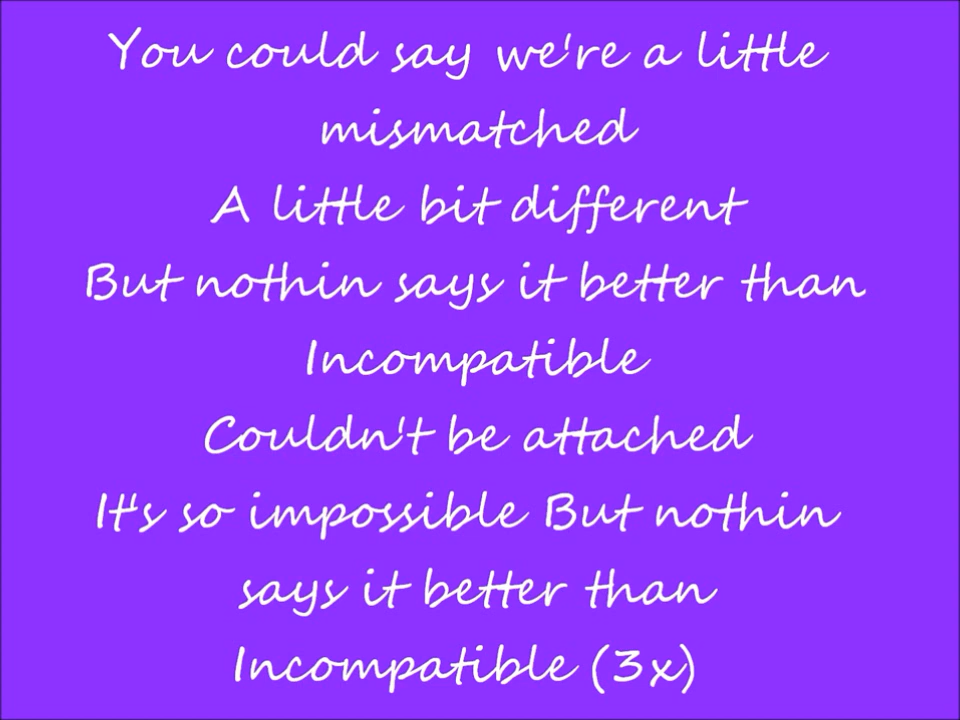 You could say we're a little
mismatched
A little bit different
But nothin says it better than
Incompatible
Couldn't be attached
It's so impossible But nothin
says it better than
Incompatible (3x)